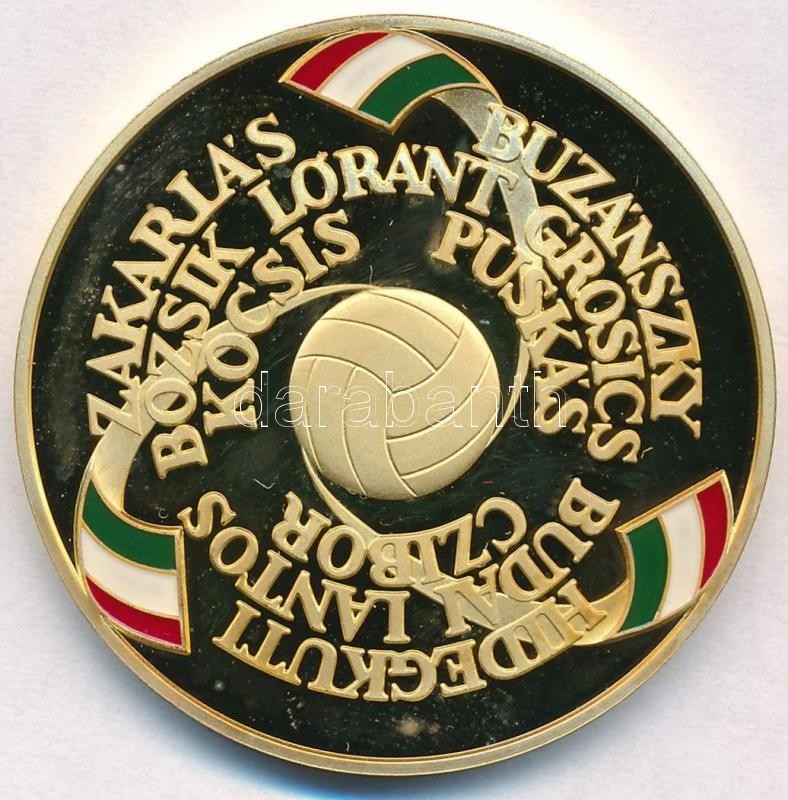 ZAKARIÁS
BOZSIK LÓRÁNT GROSICS
KOCSIS PUSKÁS
BUZÁNSZKY
HIDEGKUTI
BUDAI LANTOS
CZIBOR
darabanth